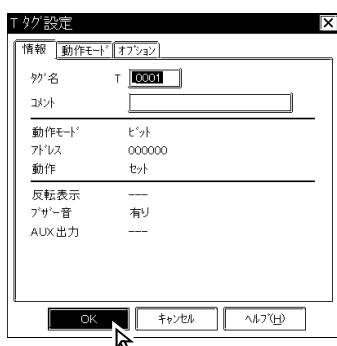 T タグ設定
情報 動作ﾓｰﾄﾞ ｵﾌﾟｼｮﾝ
ﾀｸﾞ名 T 0001
ｺﾒﾝﾄ
動作ﾓｰﾄﾞ ﾋﾞｯﾄ
ｱﾄﾞﾚｽ 000000
動作 ｾｯﾄ
反転表示 ---
ﾌﾞｻﾞｰ音 有り
AUX出力 ---
OK ｷｬﾝｾﾙ ﾍﾙﾌﾟ(H)